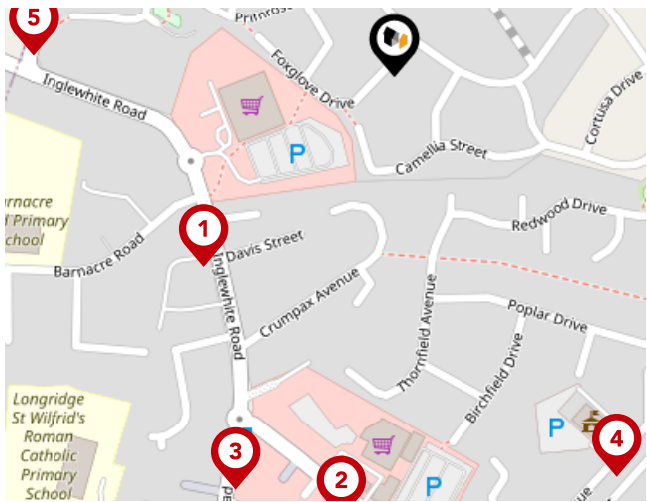 5
Primrose
Foxglove Drive
Inglewhite Road
P
Cortusa Drive
Camellia Street
Primary
chool
1
Redwood Drive
Davis Street
Barnacre Road
Inglewhite Road
Crumpax Avenue
Poplar Drive
Thornfield Avenue
Birchfield Drive
Longridge
St Wilfrid's
Roman
Catholic
Primary
School
P
4
3
2
P